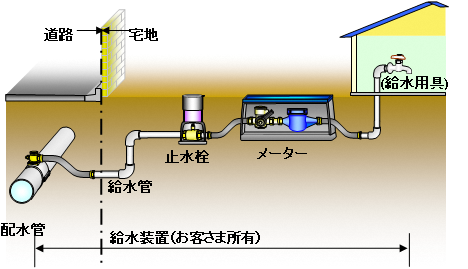 道路
宅地
(給水用具)
止水栓
メーター
給水管
配水管
給水装置(お客さま所有)